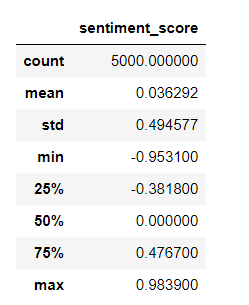 sentiment_score
count 5000.000000
mean 0.036292
std 0.494577
min -0.953100
25% -0.381800
50% 0.000000
75% 0.476700
max 0.983900